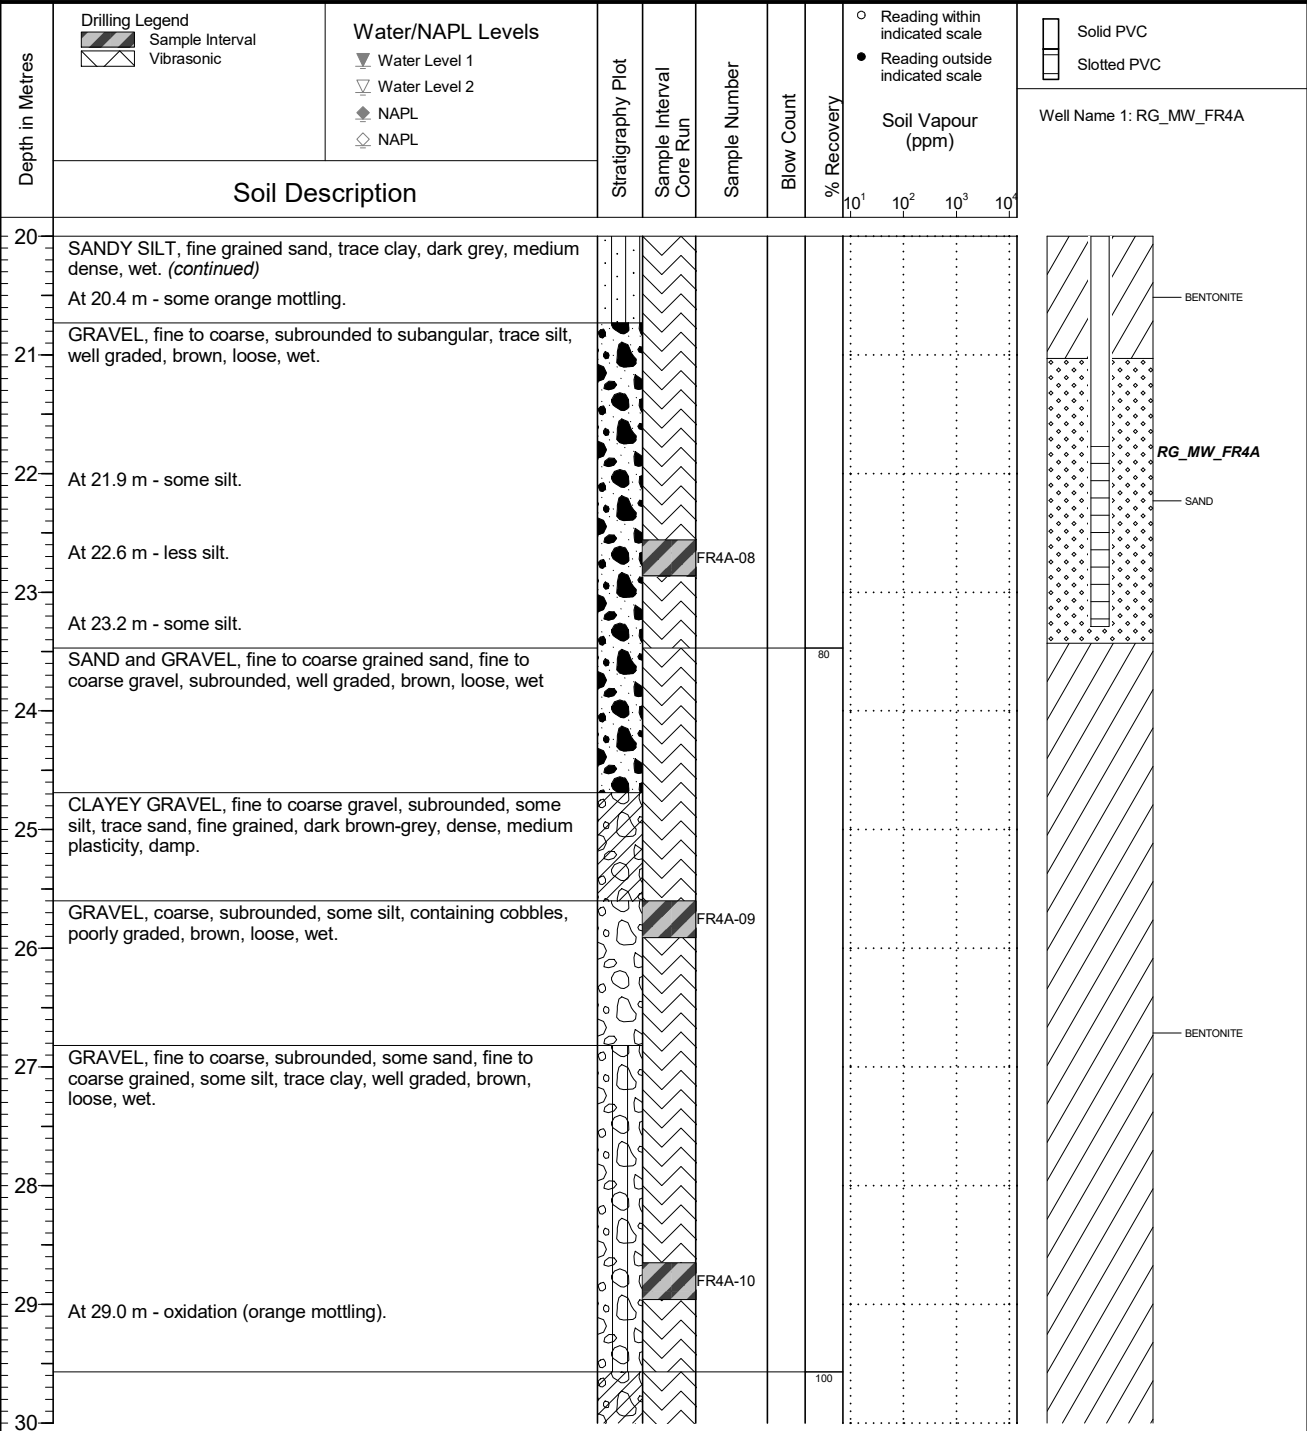 Depth in Metres
Drilling Legend
Sample Interval
Vibrasonic
Water/NAPL Levels
Water Level 1
Water Level 2
NAPL
NAPL
Soil Description
Stratigraphy Plot
Sample Interval
Core Run
Sample Number
Blow Count
% Recovery
Reading within
indicated scale
Reading outside
indicated scale
Soil Vapour
(ppm)
10¹ 10² 10³ 10⁴
Solid PVC
Slotted PVC
Well Name 1: RG_MW_FR4A
20
SANDY SILT, fine grained sand, trace clay, dark grey, medium
dense, wet. (continued)
At 20.4 m - some orange mottling.
BENTONITE
GRAVEL, fine to coarse, subrounded to subangular, trace silt,
well graded, brown, loose, wet.
21
RG_MW_FR4A
22
At 21.9 m - some silt.
SAND
At 22.6 m - less silt.
FR4A-08
23
At 23.2 m - some silt.
80
SAND and GRAVEL, fine to coarse grained sand, fine to
coarse gravel, subrounded, well graded, brown, loose, wet
24
CLAYEY GRAVEL, fine to coarse gravel, subrounded, some
silt, trace sand, fine grained, dark brown-grey, dense, medium
plasticity, damp.
25
GRAVEL, coarse, subrounded, some silt, containing cobbles,
poorly graded, brown, loose, wet.
FR4A-09
26
BENTONITE
GRAVEL, fine to coarse, subrounded, some sand, fine to
coarse grained, some silt, trace clay, well graded, brown,
loose, wet.
27
28
FR4A-10
29
At 29.0 m - oxidation (orange mottling).
100
30